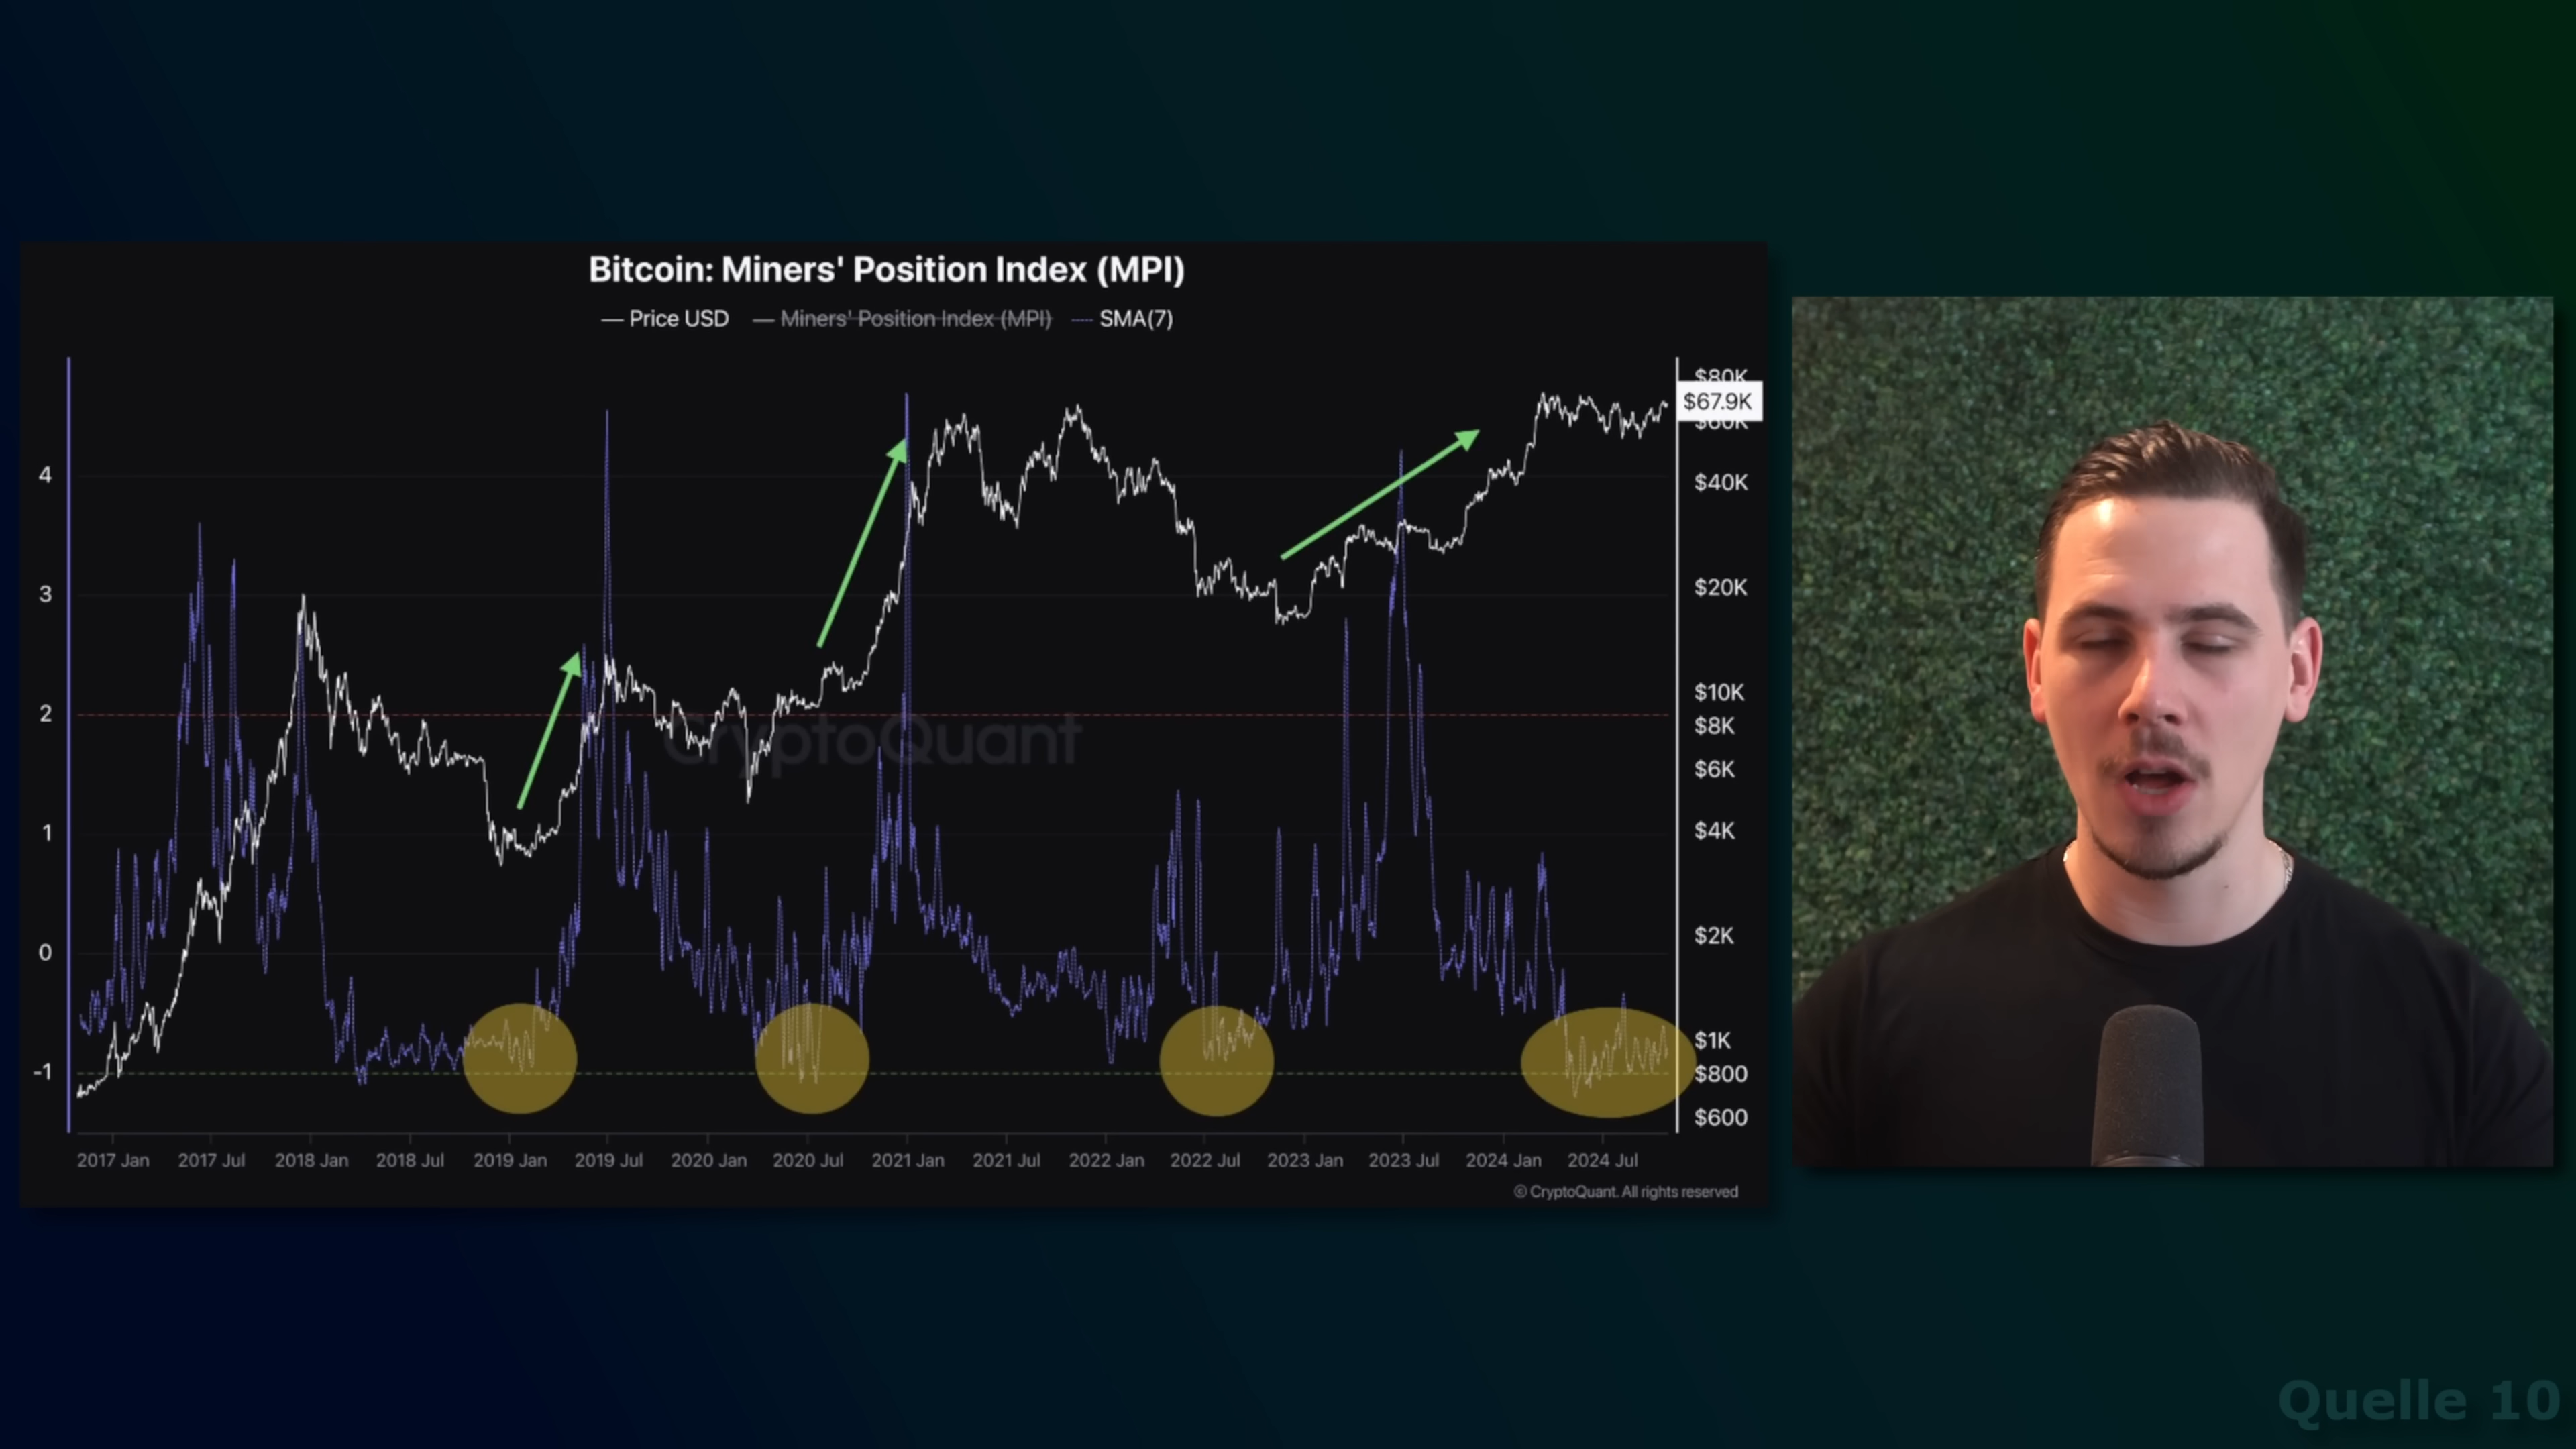 Bitcoin: Miners' Position Index (MPI)
Price USD Miners' Position Index (MPI) SMA(7)
$80K
$67.9K
$60K
4
$40K
3
$20K
2
$10K
$8K
CryptoQuant
$6K
1
$4K
0
$2K
$1K
-1
$800
$600
2017 Jan 2017 Jul 2018 Jan 2018 Jul 2019 Jan 2019 Jul 2020 Jan 2020 Jul 2021 Jan 2021 Jul 2022 Jan 2022 Jul 2023 Jan 2023 Jul 2024 Jan 2024 Jul
© CryptoQuant. All rights reserved
Quelle 10